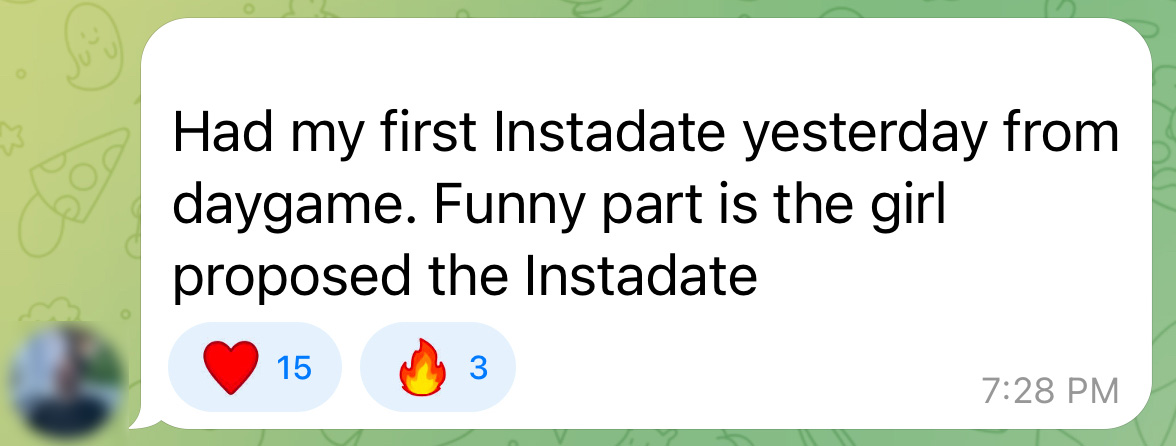 Had my first Instadate yesterday from
daygame. Funny part is the girl
proposed the Instadate
15 3
7:28 PM